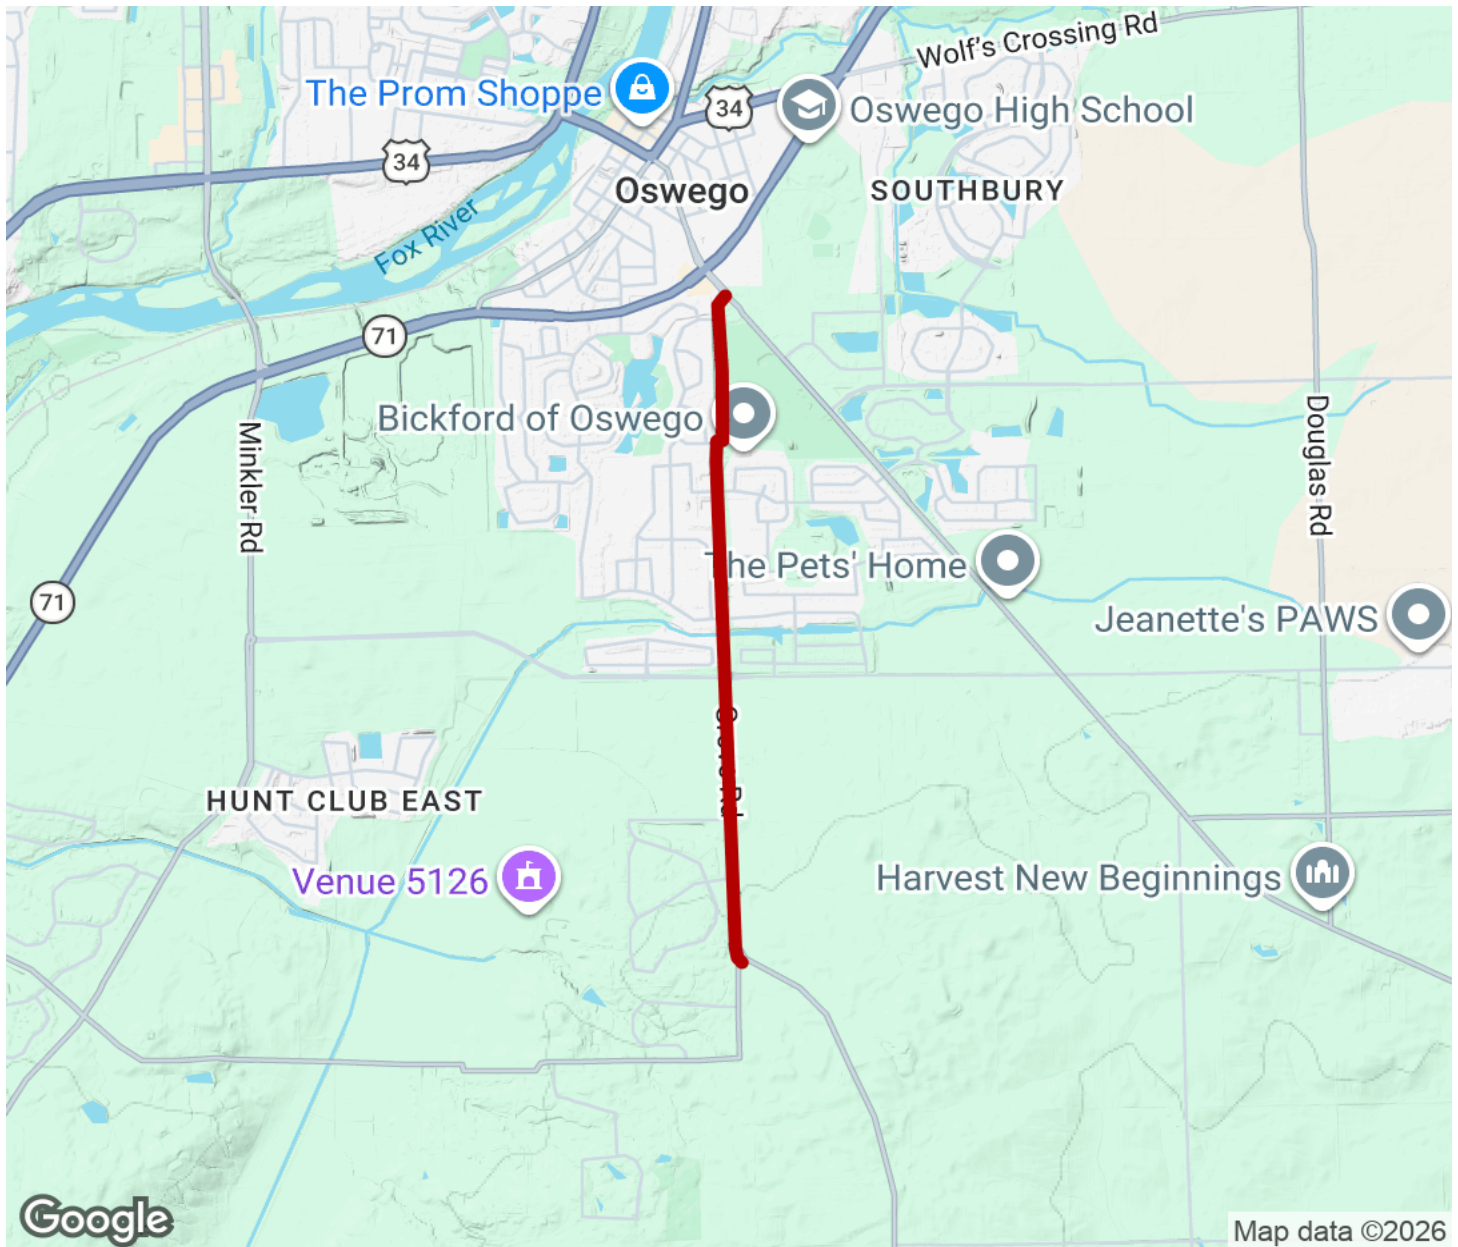 Wolf's Crossing Rd
The Prom Shoppe
34
Oswego High School
34
Oswego
SOUTHBURY
Fox River
71
Bickford of Oswego
Minkler Rd
Douglas Rd
The Pets' Home
71
Jeanette's PAWS
HUNT CLUB EAST
Venue 5126
Harvest New Beginnings
Google
Map data ©2026